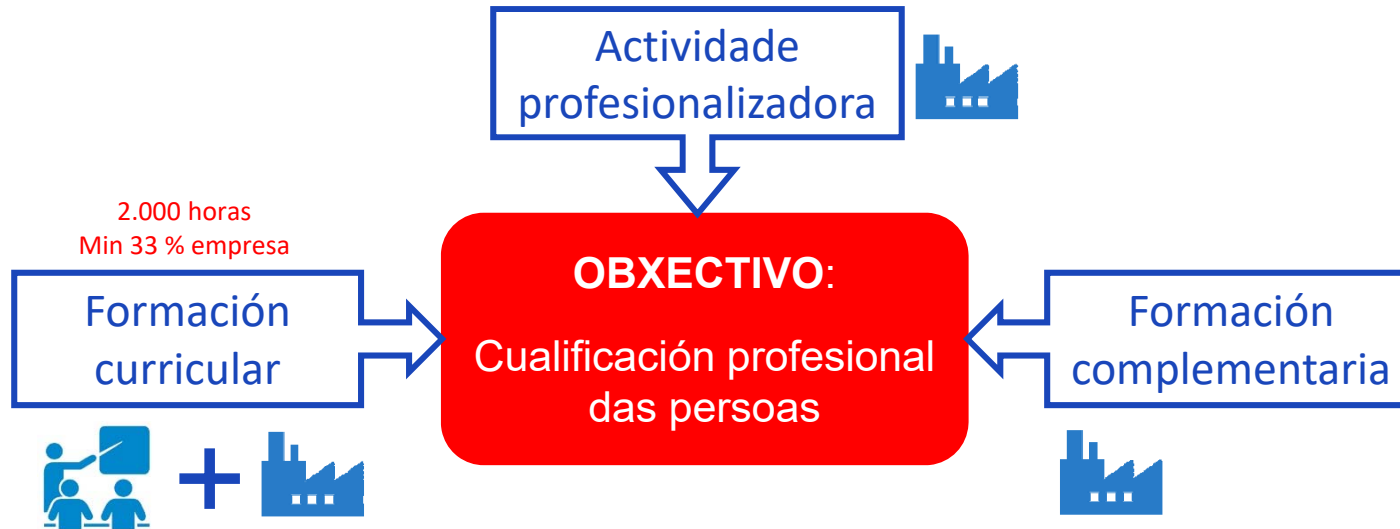 Actividade
profesionalizadora
2.000 horas
Min 33 % empresa
Formación
curricular
OBXECTIVO:
Cualificación profesional
das persoas
Formación
complementaria